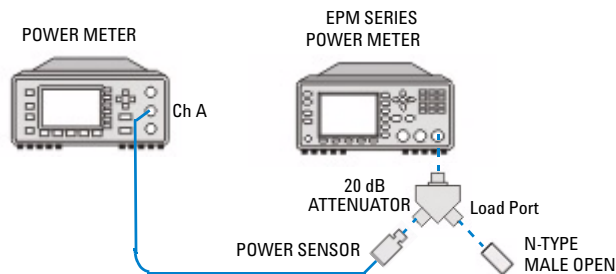 POWER METER
EPM SERIES
POWER METER
Ch A
20 dB
ATTENUATOR
Load Port
POWER SENSOR
N-TYPE
MALE OPEN